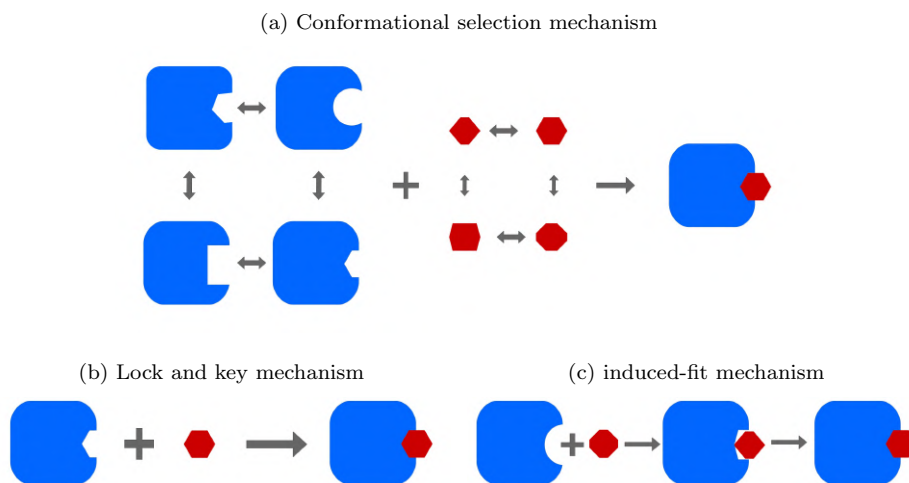 (a) Conformational selection mechanism
(b) Lock and key mechanism
(c) induced-fit mechanism